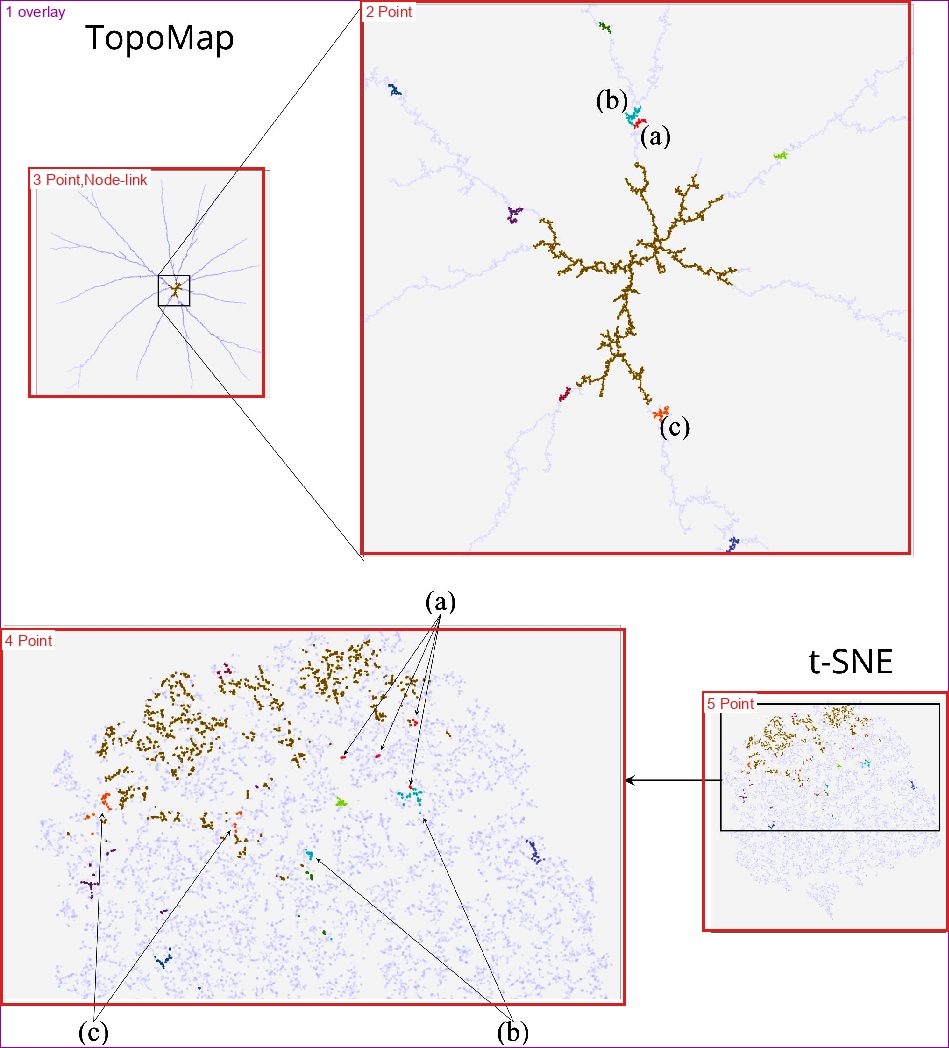 1 overlay
TopoMap
2 Point
(b)
(a)
3 Point,Node-link
(c)
(a)
4 Point
t-SNE
5 Point
(c)
(b)